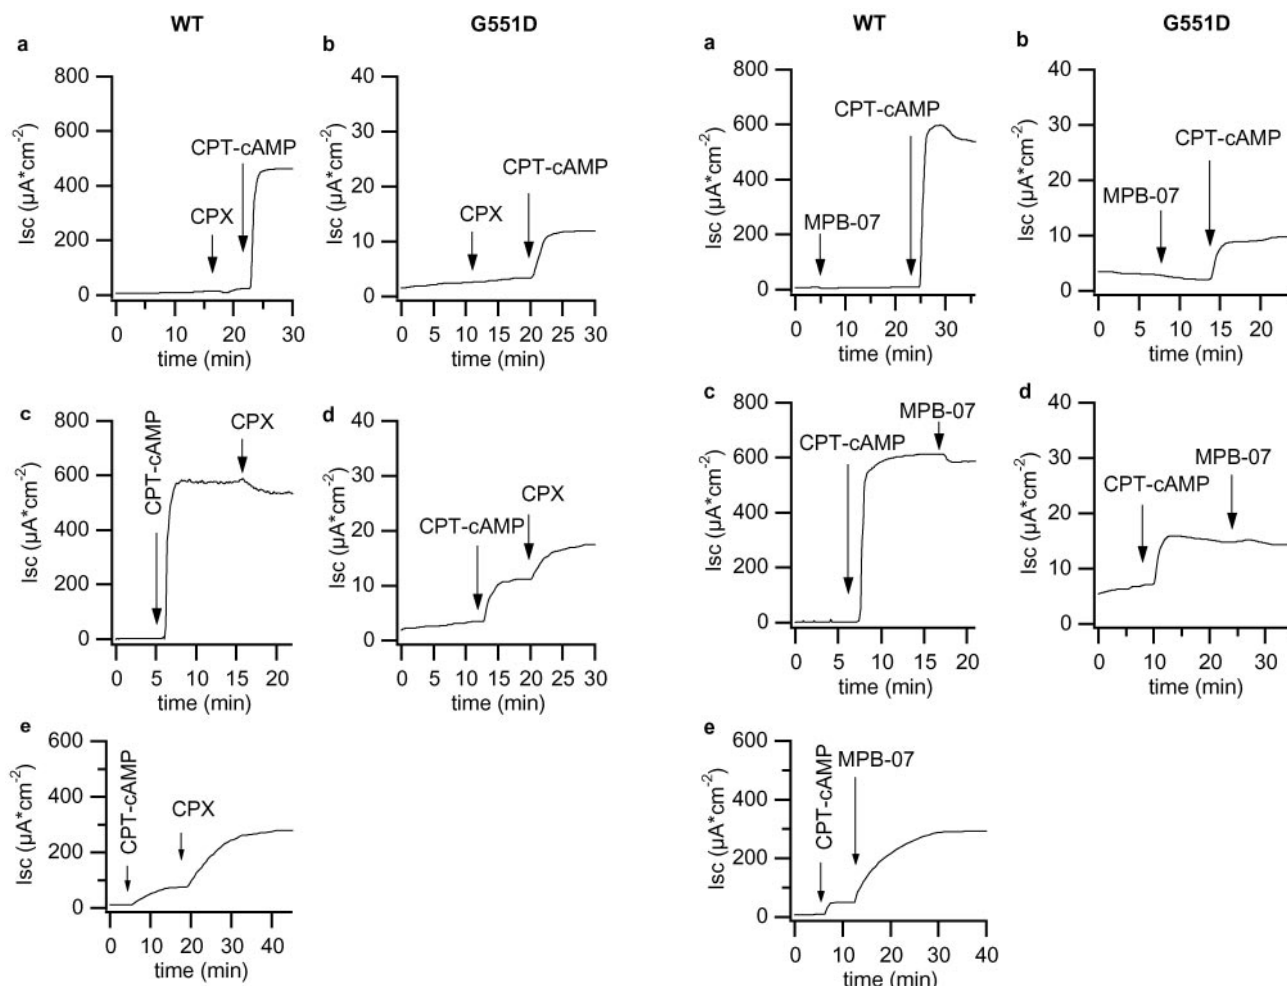 WT
G551D
WT
G551D
a
800
600
400
200
0
Isc (µA*cm-2)
CPT-cAMP
CPX
0 10 20 30
time (min)
b
40
30
20
10
0
Isc (µA*cm-2)
CPT-cAMP
CPX
0 5 10 15 20 25 30
time (min)
a
800
600
400
200
0
Isc (µA*cm-2)
CPT-cAMP
MPB-07
0 10 20 30
time (min)
b
40
30
20
10
0
Isc (µA*cm-2)
CPT-cAMP
MPB-07
0 5 10 15 20
time (min)
c
800
600
400
200
0
Isc (µA*cm-2)
CPT-cAMP
CPX
0 5 10 15 20
time (min)
d
40
30
20
10
0
Isc (µA*cm-2)
CPT-cAMP
CPX
0 5 10 15 20 25 30
time (min)
c
800
600
400
200
0
Isc (µA*cm-2)
CPT-cAMP
MPB-07
0 5 10 15 20
time (min)
d
40
30
20
10
0
Isc (µA*cm-2)
CPT-cAMP
MPB-07
0 10 20 30
time (min)
e
600
400
200
0
Isc (µA*cm-2)
CPT-cAMP
CPX
0 10 20 30 40
time (min)
e
600
400
200
0
Isc (µA*cm-2)
CPT-cAMP
MPB-07
0 10 20 30 40
time (min)